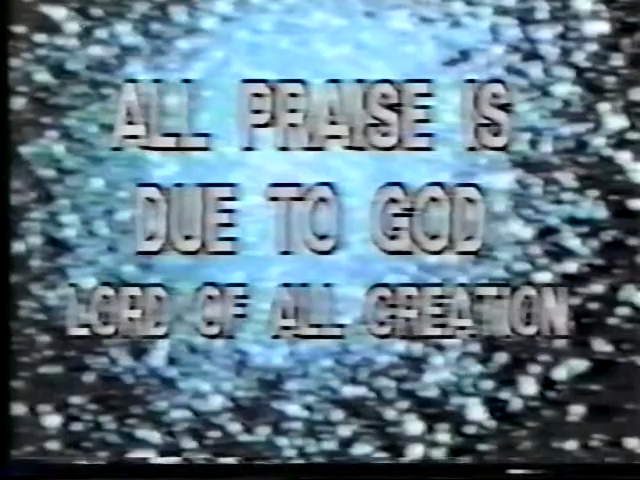 ALL PRAISE IS
DUE TO GOD
LORD OF ALL CREATION